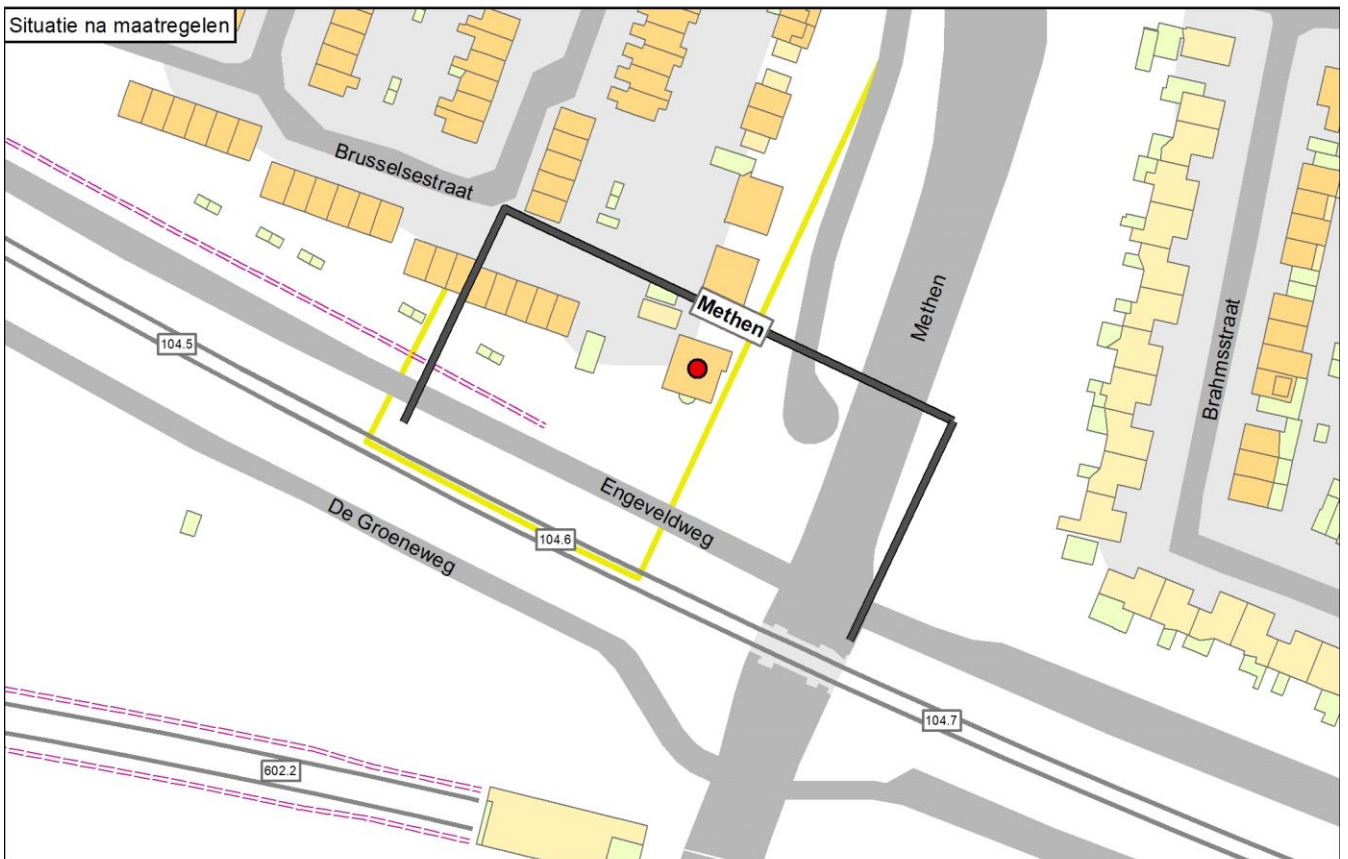 Situatie na maatregelen
Brusselsestraat
Methen
Methen
Brahmsstraat
104.5
Engeveldweg
De Groeneweg
104.6
104.7
602.2